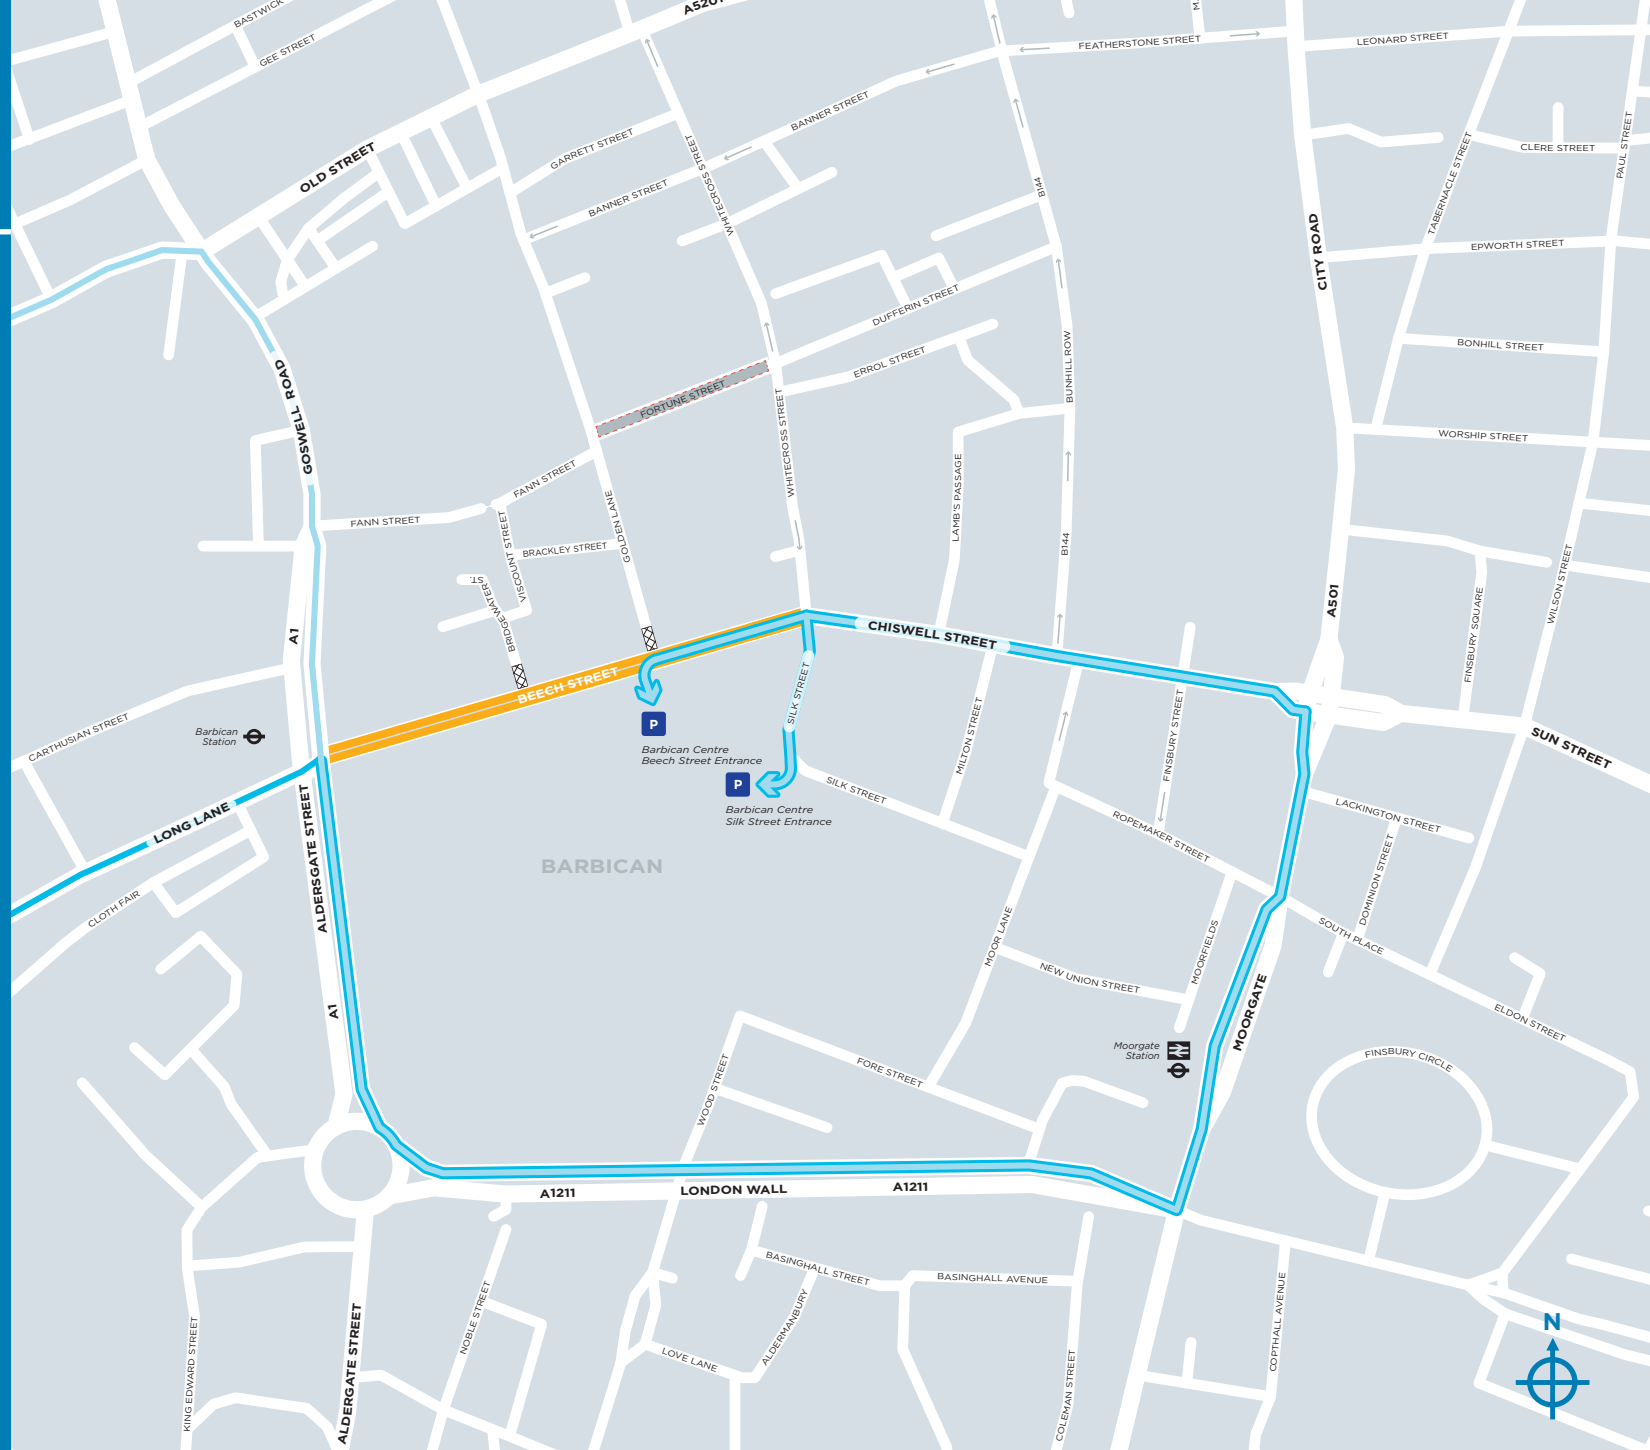 BASTWICK
GEE STREET
A5201
OLD STREET
GARRETT STREET
BANNER STREET
BANNER STREET
WHITECROSS STREET
FEATHERSTONE STREET
LEONARD STREET
B144
CLERE STREET
PAUL STREET
TABERNACLE STREET
EPWORTH STREET
CITY ROAD
DUFFERIN STREET
ERROL STREET
BUNHILL ROW
BONHILL STREET
GOSWELL ROAD
FORTUNE STREET
WHITECROSS STREET
WORSHIP STREET
FANN STREET
FANN STREET
GOLDEN LANE
LAMB'S PASSAGE
B144
VISCOUNT STREET
BRACKLEY STREET
BRIDGEWATER
ST.
A1
A501
WILSON STREET
FINSBURY SQUARE
CHISWELL STREET
BEECH STREET
SILK STREET
CARTHUSIAN STREET
Barbican
Station
P
Barbican Centre
Beech Street Entrance
P
Barbican Centre
Silk Street Entrance
SILK STREET
MILTON STREET
FINSBURY STREET
SUN STREET
LONG LANE
ALDERSGATE STREET
ROPEMAKER STREET
LACKINGTON STREET
DOMINION STREET
BARBICAN
CLOTH FAIR
MOOR LANE
NEW UNION STREET
MOORFIELDS
SOUTH PLACE
MOORGATE
ELDON STREET
A1
Moorgate
Station
FINSBURY CIRCLE
WOOD STREET
FORE STREET
A1211
LONDON WALL
A1211
BASINGHALL STREET
BASINGHALL AVENUE
ALDERMANBURY
NOBLE STREET
LOVE LANE
KING EDWARD STREET
ALDERGATE STREET
COLEMAN STREET
COPTHALL AVENUE
N